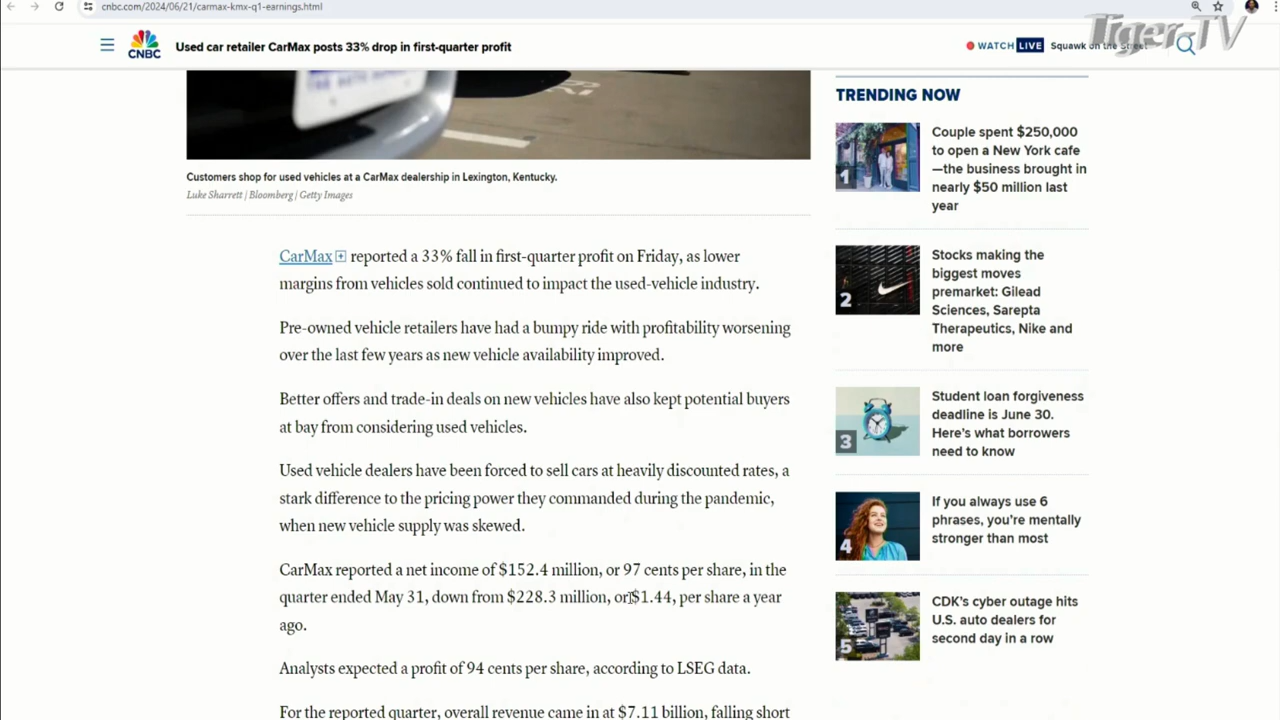 cnbc.com/2024/06/21/carmax-kmx-q1-earnings.html
Tiger-TV
CNBC
Used car retailer CarMax posts 33% drop in first-quarter profit
WATCH LIVE Squawk on the Street
Customers shop for used vehicles at a CarMax dealership in Lexington, Kentucky.
Luke Sharrett | Bloomberg | Getty Images
CarMax reported a 33% fall in first-quarter profit on Friday, as lower
margins from vehicles sold continued to impact the used-vehicle industry.
Pre-owned vehicle retailers have had a bumpy ride with profitability worsening
over the last few years as new vehicle availability improved.
Better offers and trade-in deals on new vehicles have also kept potential buyers
at bay from considering used vehicles.
Used vehicle dealers have been forced to sell cars at heavily discounted rates, a
stark difference to the pricing power they commanded during the pandemic,
when new vehicle supply was skewed.
CarMax reported a net income of $152.4 million, or 97 cents per share, in the
quarter ended May 31, down from $228.3 million, or $1.44, per share a year
ago.
Analysts expected a profit of 94 cents per share, according to LSEG data.
For the reported quarter, overall revenue came in at $7.11 billion, falling short
TRENDING NOW
1
Couple spent $250,000
to open a New York cafe
—the business brought in
nearly $50 million last
year
2
Stocks making the
biggest moves
premarket: Gilead
Sciences, Sarepta
Therapeutics, Nike and
more
3
Student loan forgiveness
deadline is June 30.
Here's what borrowers
need to know
4
If you always use 6
phrases, you're mentally
stronger than most
5
CDK's cyber outage hits
U.S. auto dealers for
second day in a row